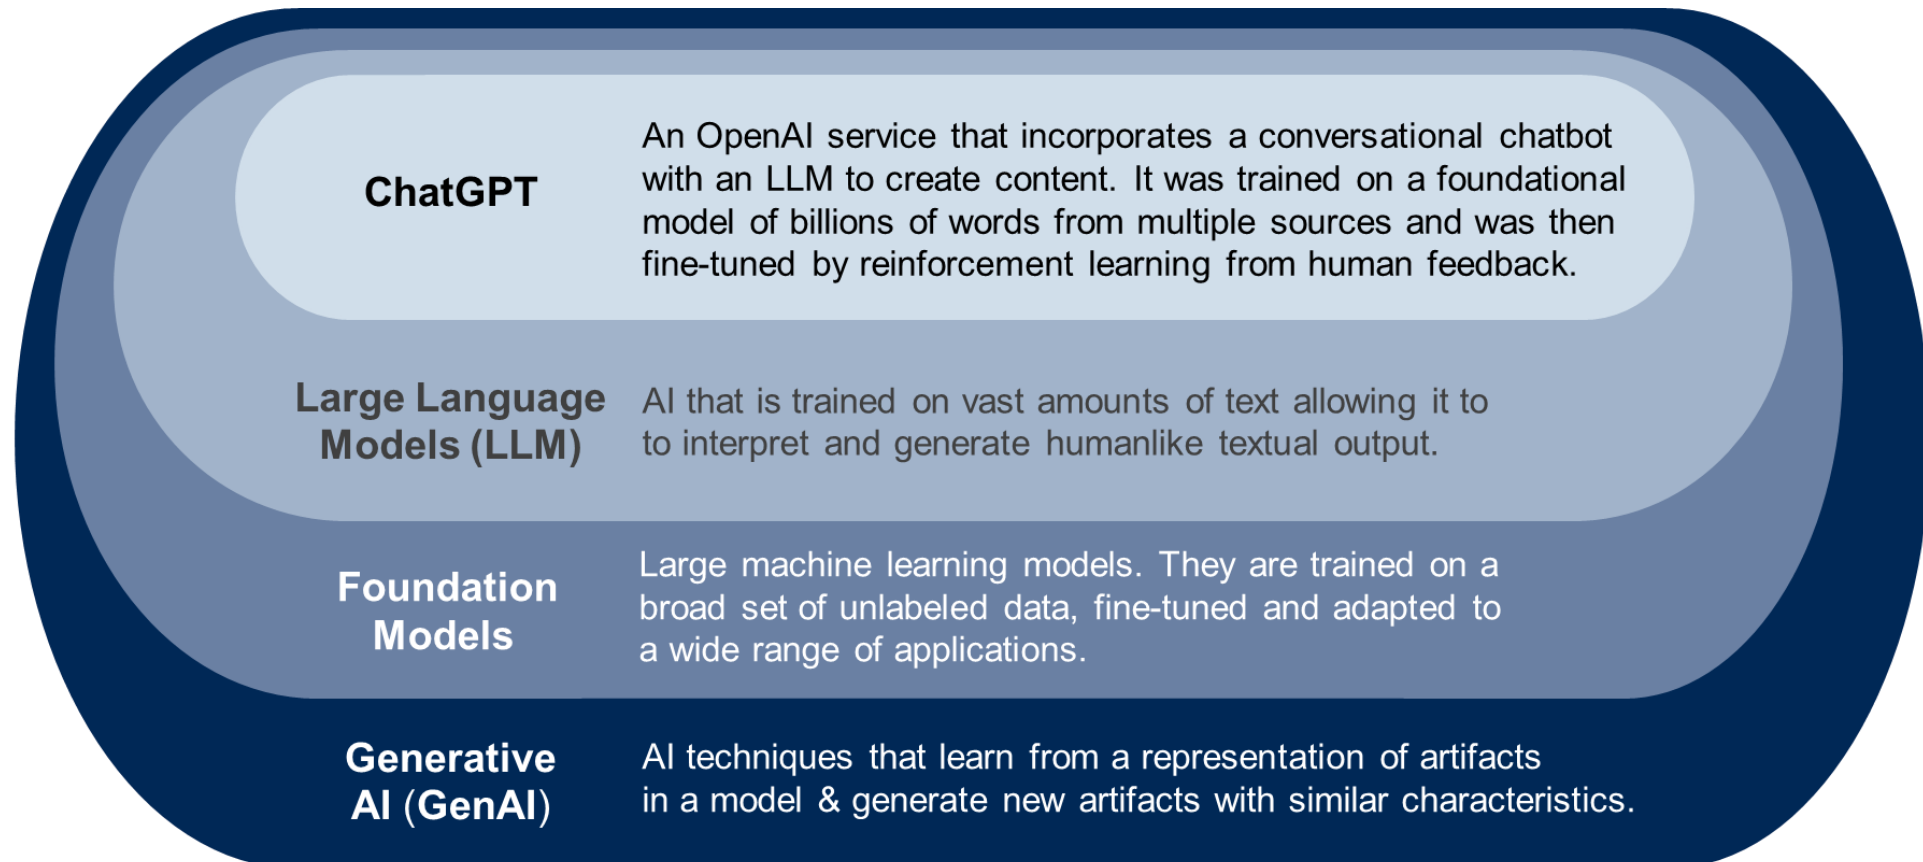 ChatGPT
An OpenAI service that incorporates a conversational chatbot
with an LLM to create content. It was trained on a foundational
model of billions of words from multiple sources and was then
fine-tuned by reinforcement learning from human feedback.
Large Language
Models (LLM)
AI that is trained on vast amounts of text allowing it to
to interpret and generate humanlike textual output.
Foundation
Models
Large machine learning models. They are trained on a
broad set of unlabeled data, fine-tuned and adapted to
a wide range of applications.
Generative
AI (GenAI)
AI techniques that learn from a representation of artifacts
in a model & generate new artifacts with similar characteristics.